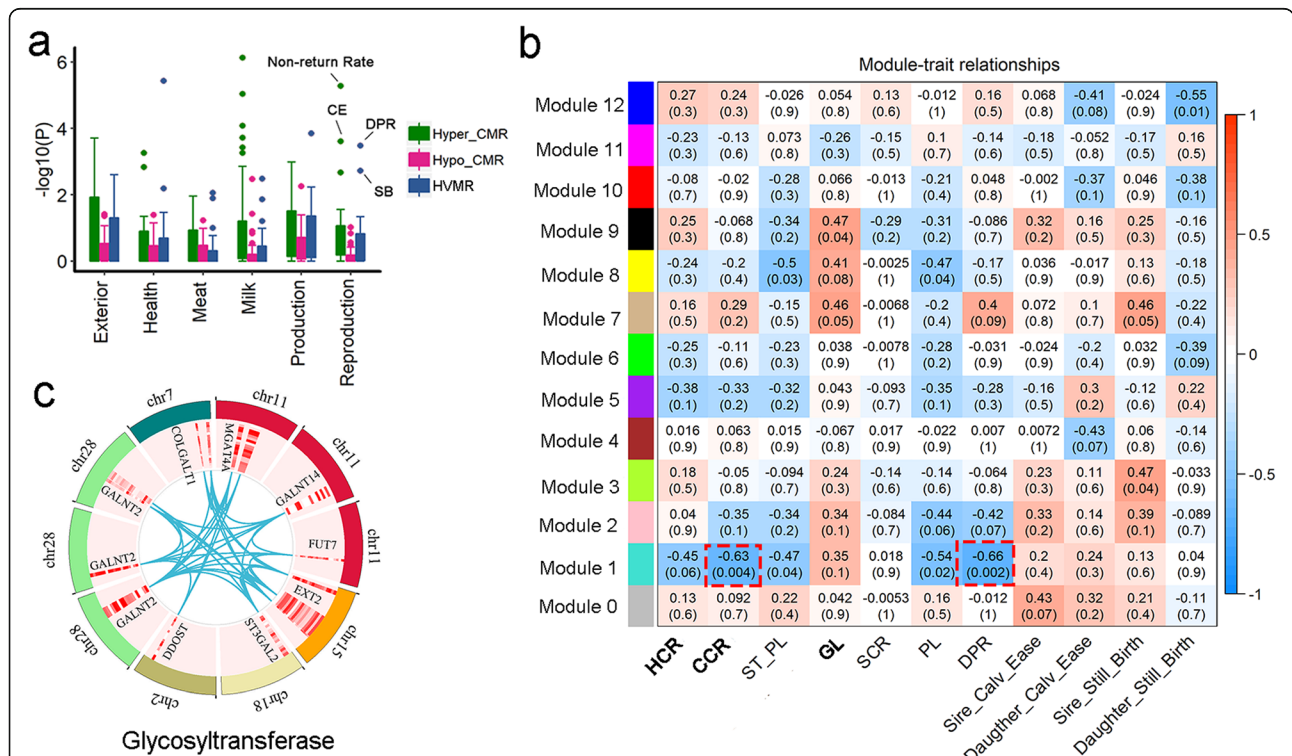 a
6
4
2
0
-log10(P)
Non-return Rate
CE
DPR
SB
Hyper_CMR
Hypo_CMR
HVMR
Exterior
Health
Meat
Milk
Production
Reproduction
b
Module-trait relationships
Module 12 0.27 0.24 -0.026 0.054 0.13 -0.012 0.16 0.068 -0.41 -0.024 -0.55
(0.3) (0.3) (0.9) (0.8) (0.6) (1) (0.5) (0.8) (0.08) (0.9) (0.01)
Module 11 -0.23 -0.13 0.073 -0.26 -0.15 0.1 -0.14 -0.18 -0.052 -0.17 0.16
(0.3) (0.6) (0.8) (0.3) (0.5) (0.7) (0.6) (0.5) (0.8) (0.5) (0.5)
Module 10 -0.08 -0.02 -0.28 0.066 -0.013 -0.21 0.048 -0.002 -0.37 0.046 -0.38
(0.7) (0.9) (0.3) (0.8) (1) (0.4) (0.8) (1) (0.1) (0.9) (0.1)
Module 9 0.25 -0.068 -0.34 0.47 -0.29 -0.31 -0.086 0.32 0.16 0.25 -0.16
(0.3) (0.8) (0.2) (0.04) (0.2) (0.2) (0.7) (0.2) (0.5) (0.3) (0.5)
Module 8 -0.24 -0.2 -0.5 0.41 -0.0025 -0.47 -0.17 0.036 -0.017 0.13 -0.18
(0.3) (0.4) (0.03) (0.08) (1) (0.04) (0.5) (0.9) (0.9) (0.6) (0.5)
Module 7 0.16 0.29 -0.15 0.46 -0.0068 -0.2 0.4 0.072 0.1 0.46 -0.22
(0.5) (0.2) (0.5) (0.05) (1) (0.4) (0.09) (0.8) (0.7) (0.05) (0.4)
Module 6 -0.25 -0.11 -0.23 0.038 -0.0078 -0.28 -0.031 -0.024 -0.2 0.032 -0.39
(0.3) (0.6) (0.3) (0.9) (1) (0.2) (0.9) (0.9) (0.4) (0.9) (0.09)
Module 5 -0.38 -0.33 -0.32 0.043 -0.093 -0.35 -0.28 -0.16 0.3 -0.12 0.22
(0.1) (0.2) (0.2) (0.9) (0.7) (0.1) (0.3) (0.5) (0.2) (0.6) (0.4)
Module 4 0.016 0.063 0.015 -0.067 0.017 -0.022 0.007 0.0072 -0.43 0.06 -0.14
(0.9) (0.8) (0.9) (0.8) (0.9) (0.9) (1) (1) (0.07) (0.8) (0.6)
Module 3 0.18 -0.05 -0.094 0.24 -0.14 -0.14 -0.064 0.23 0.11 0.47 -0.033
(0.5) (0.8) (0.7) (0.3) (0.6) (0.6) (0.8) (0.3) (0.6) (0.04) (0.9)
Module 2 0.04 -0.35 -0.34 0.34 -0.084 -0.44 -0.42 0.33 0.14 0.39 -0.089
(0.9) (0.1) (0.2) (0.1) (0.7) (0.06) (0.07) (0.2) (0.6) (0.1) (0.7)
Module 1 -0.45 -0.63 -0.47 0.35 0.018 -0.54 -0.66 0.2 0.24 0.13 0.04
(0.06) (0.004) (0.04) (0.1) (0.9) (0.02) (0.002) (0.4) (0.3) (0.6) (0.9)
Module 0 0.13 0.092 0.22 0.042 -0.0053 0.16 -0.012 0.43 0.32 0.21 -0.11
(0.6) (0.7) (0.4) (0.9) (1) (0.5) (1) (0.07) (0.2) (0.4) (0.7)
HCR
CCR
ST_PL
GL
SCR
PL
DPR
Sire_Calv_Ease
Daugther_Calv_Ease
Sire_Still_Birth
Daughter_Still_Birth
1
0.5
0
-0.5
-1
c
chr7
chr11
chr11
chr11
chr15
chr18
chr2
chr28
chr28
chr28
COLGALT1
MGAT4A
GALNT14
FUT7
EXT2
ST3GAL2
DDOST
GALNT2
GALNT2
GALNT2
Glycosyltransferase